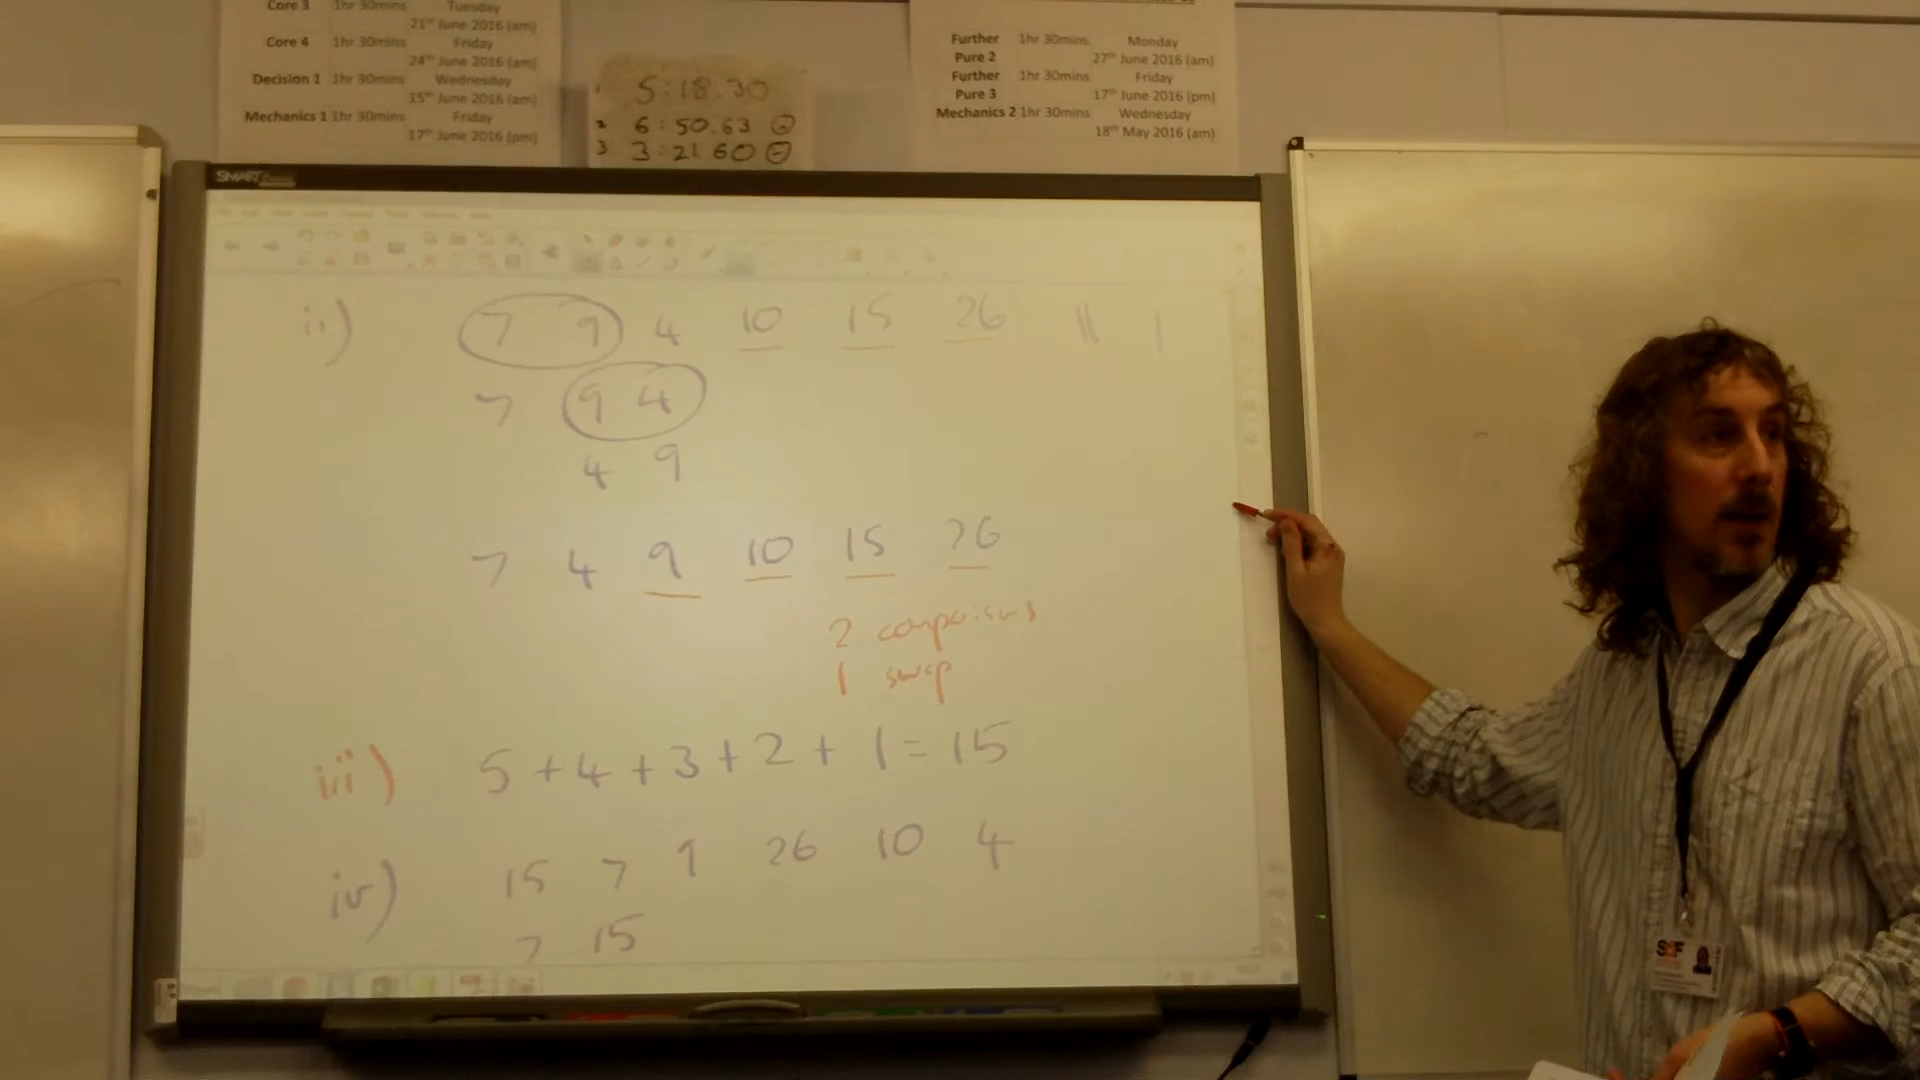 Core 3 1hr 30mins Tuesday
21st June 2016 (am)
Core 4 1hr 30mins Friday
24th June 2016 (am)
Decision 1 1hr 30mins Wednesday
15th June 2016 (am)
Mechanics 1 1hr 30mins Friday
17th June 2016 (pm)
1 5:18.30
2 6:50.63
3 3:21 60
Further Pure 2 1hr 30mins Monday
27th June 2016 (am)
Further Pure 3 1hr 30mins Friday
17th June 2016 (pm)
Mechanics 2 1hr 30mins Wednesday
18th May 2016 (am)
SMART
ii) 7 9 4 10 15 26 || |
7 9 4
4 9
7 4 9 10 15 26
2 comparisons
1 swap
iii) 5 + 4 + 3 + 2 + 1 = 15
iv) 15 7 9 26 10 4
7 15